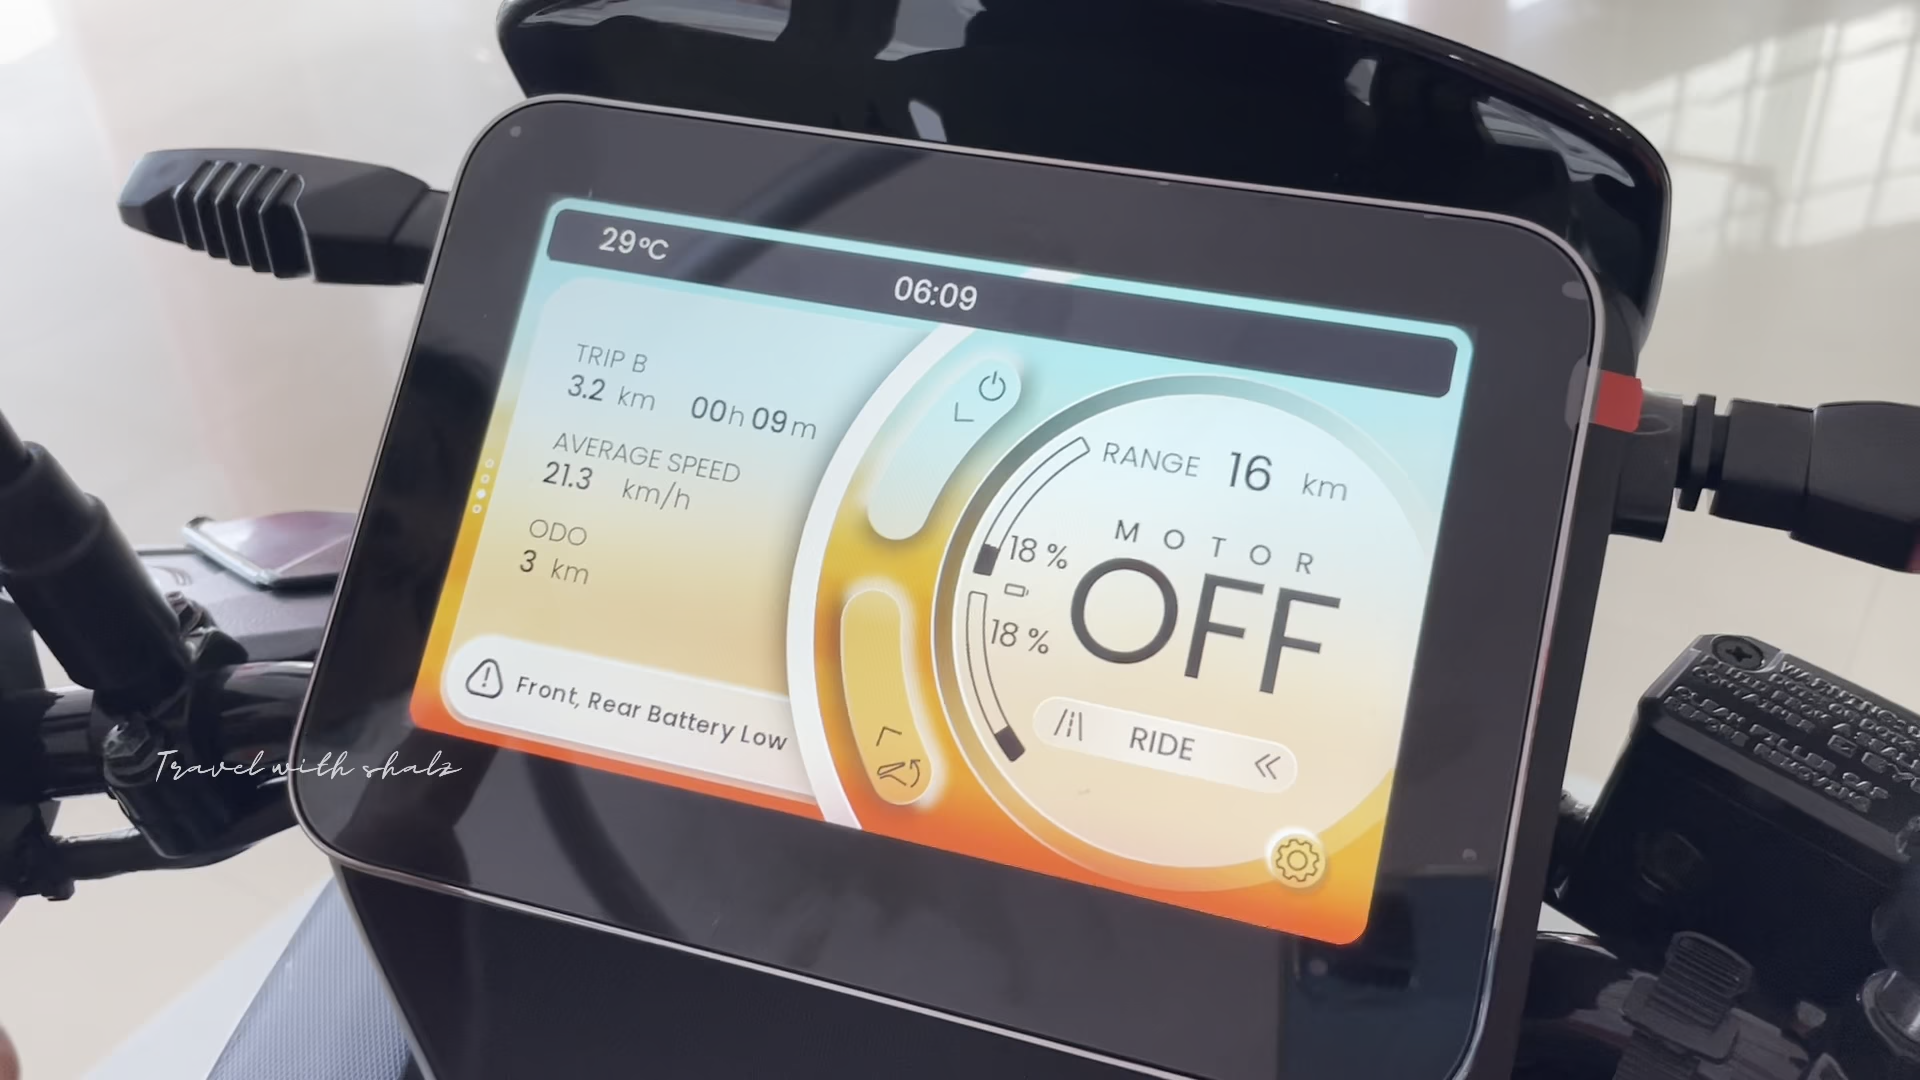 29°C
06:09
TRIP B
3.2 km 00h 09m
AVERAGE SPEED
21.3 km/h
ODO
3 km
Front, Rear Battery Low
RANGE 16 km
18 %
18 %
MOTOR
OFF
RIDE
Travel with shalz